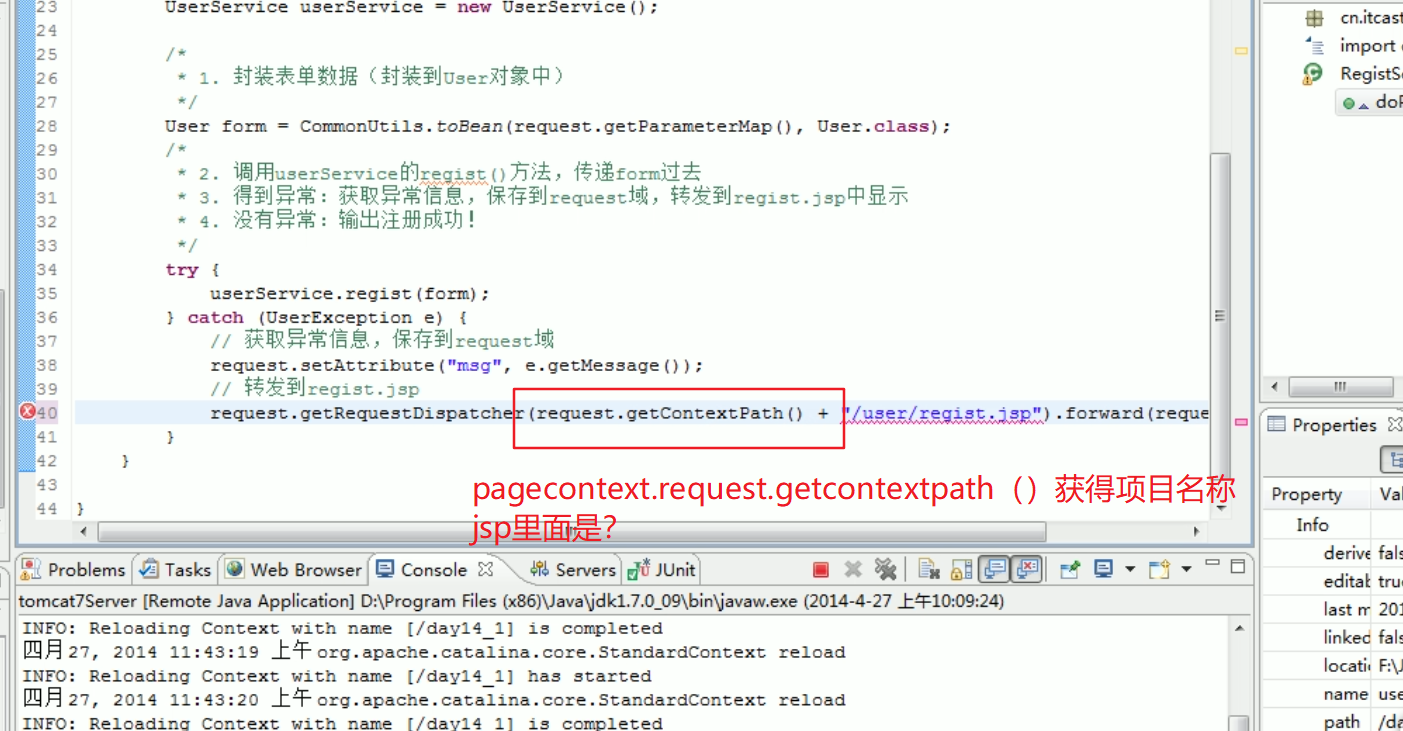 23 UserService userService = new UserService();
24
25 /*
26 * 1. 封装表单数据（封装到User对象中）
27 */
28 User form = CommonUtils.toBean(request.getParameterMap(), User.class);
29 /*
30 * 2. 调用userService的regist()方法，传递form过去
31 * 3. 得到异常：获取异常信息，保存到request域，转发到regist.jsp中显示
32 * 4. 没有异常：输出注册成功！
33 */
34 try {
35 userService.regist(form);
36 } catch (UserException e) {
37 // 获取异常信息，保存到request域
38 request.setAttribute("msg", e.getMessage());
39 // 转发到regist.jsp
40 request.getRequestDispatcher(request.getContextPath() + "/user/regist.jsp").forward(reque
41 }
42 }
43
44 }
pagecontext.request.getcontextpath（）获得项目名称
jsp里面是？
cn.itcast
import
RegistS
doP
Properties
Property Val
Info
derive fals
editab true
last m 201
linked fals
locatio F:\J
name use
path /da
Problems Tasks Web Browser Console Servers JUnit
tomcat7Server [Remote Java Application] D:\Program Files (x86)\Java\jdk1.7.0_09\bin\javaw.exe (2014-4-27 上午10:09:24)
INFO: Reloading Context with name [/day14_1] is completed
四月 27, 2014 11:43:19 上午 org.apache.catalina.core.StandardContext reload
INFO: Reloading Context with name [/day14_1] has started
四月 27, 2014 11:43:20 上午 org.apache.catalina.core.StandardContext reload
INFO: Reloading Context with name [/day14_1] is completed